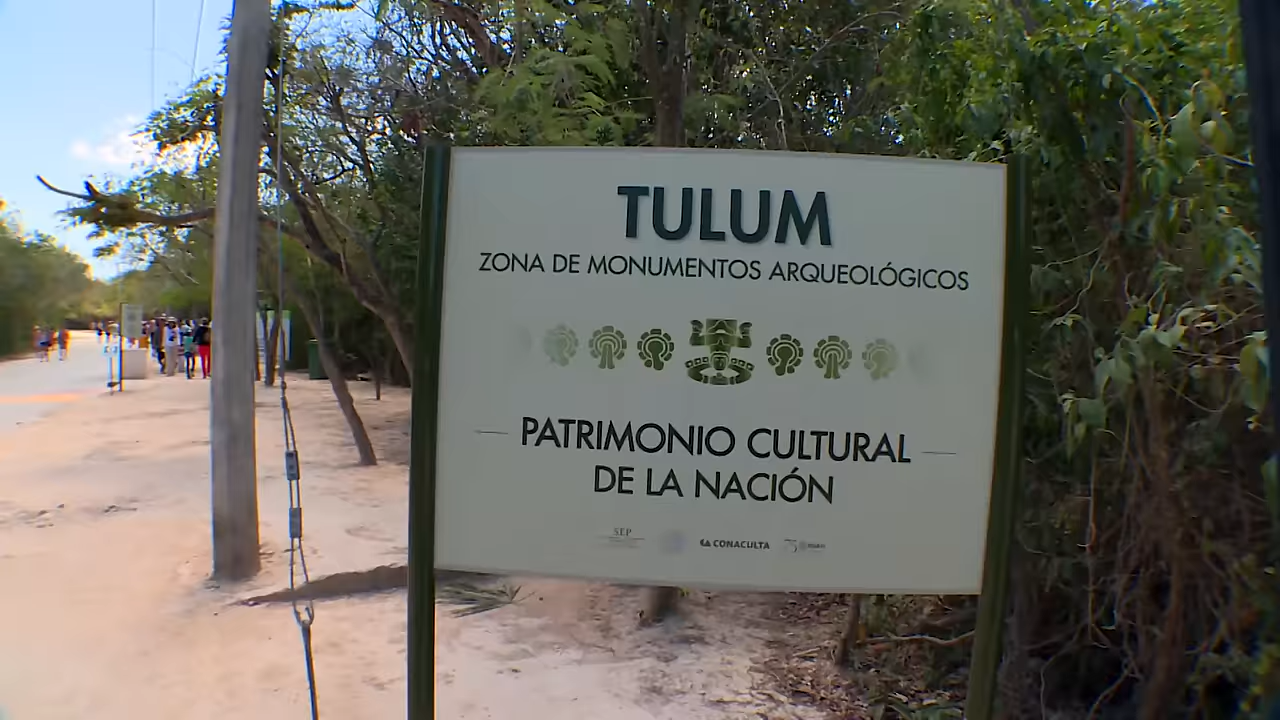 TULUM
ZONA DE MONUMENTOS ARQUEOLÓGICOS
PATRIMONIO CULTURAL
DE LA NACIÓN
SEP
CONACULTA